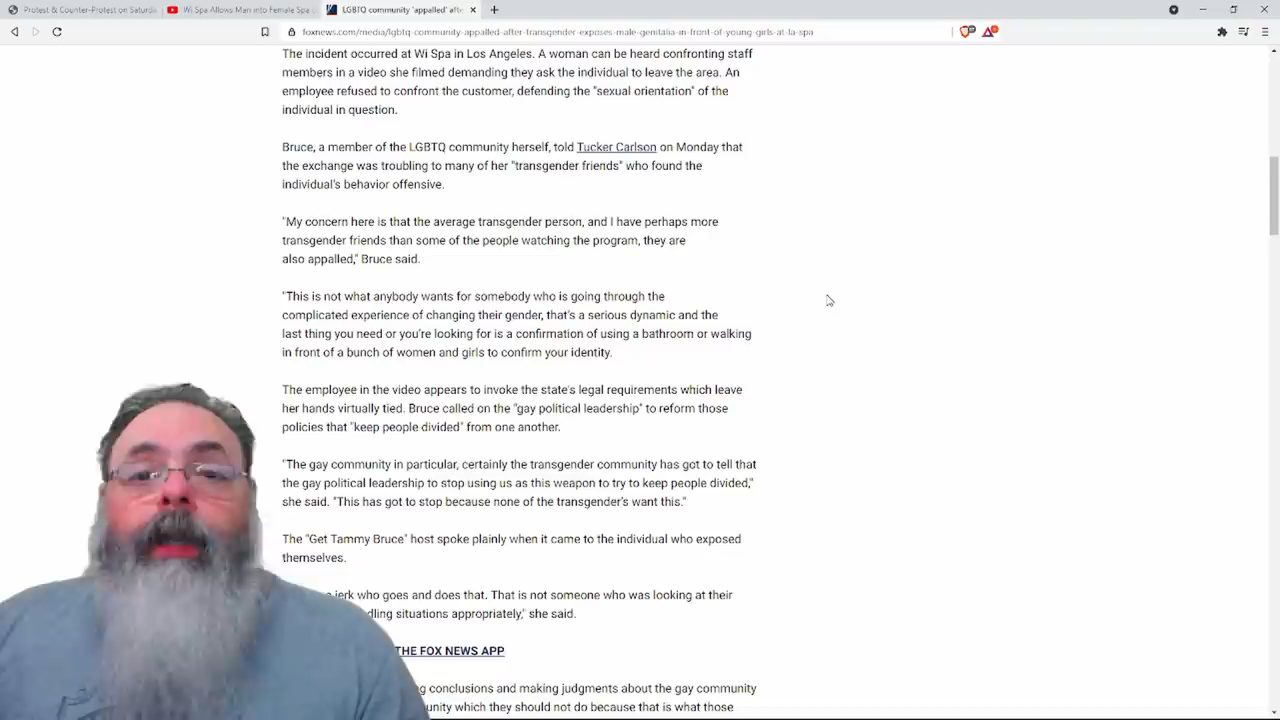 Protest & Counter-Protest on Saturda
Wi Spa Allows Man into Female Spa
LGBTQ community 'appalled' afte
foxnews.com/media/lgbtq-community-appalled-after-transgender-exposes-male-genitalia-in-front-of-young-girls-at-la-spa
The incident occurred at Wi Spa in Los Angeles. A woman can be heard confronting staff
members in a video she filmed demanding they ask the individual to leave the area. An
employee refused to confront the customer, defending the "sexual orientation" of the
individual in question.
Bruce, a member of the LGBTQ community herself, told Tucker Carlson on Monday that
the exchange was troubling to many of her "transgender friends" who found the
individual's behavior offensive.
"My concern here is that the average transgender person, and I have perhaps more
transgender friends than some of the people watching the program, they are
also appalled," Bruce said.
"This is not what anybody wants for somebody who is going through the
complicated experience of changing their gender, that's a serious dynamic and the
last thing you need or you're looking for is a confirmation of using a bathroom or walking
in front of a bunch of women and girls to confirm your identity.
The employee in the video appears to invoke the state's legal requirements which leave
her hands virtually tied. Bruce called on the "gay political leadership" to reform those
policies that "keep people divided" from one another.
"The gay community in particular, certainly the transgender community has got to tell that
the gay political leadership to stop using us as this weapon to try to keep people divided,"
she said. "This has got to stop because none of the transgender's want this."
The "Get Tammy Bruce" host spoke plainly when it came to the individual who exposed
themselves.
jerk who goes and does that. That is not someone who was looking at their
dling situations appropriately," she said.
THE FOX NEWS APP
g conclusions and making judgments about the gay community
unity which they should not do because that is what those